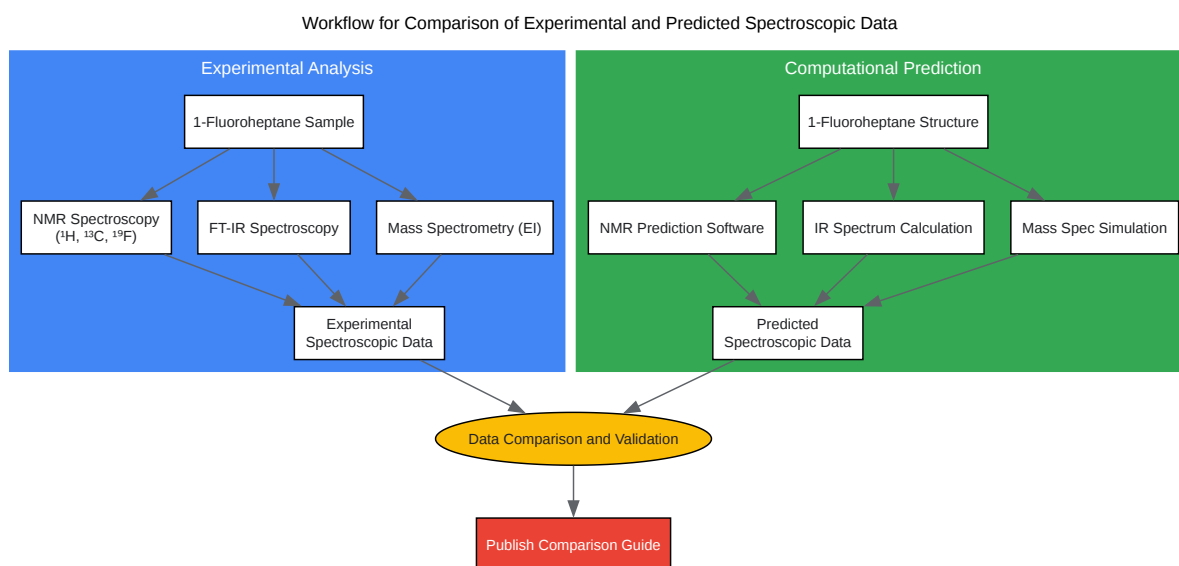 Workflow for Comparison of Experimental and Predicted Spectroscopic Data
Experimental Analysis
1-Fluoroheptane Sample
NMR Spectroscopy
(¹H, ¹³C, ¹⁹F)
FT-IR Spectroscopy
Mass Spectrometry (EI)
Experimental
Spectroscopic Data
Computational Prediction
1-Fluoroheptane Structure
NMR Prediction Software
IR Spectrum Calculation
Mass Spec Simulation
Predicted
Spectroscopic Data
Data Comparison and Validation
Publish Comparison Guide